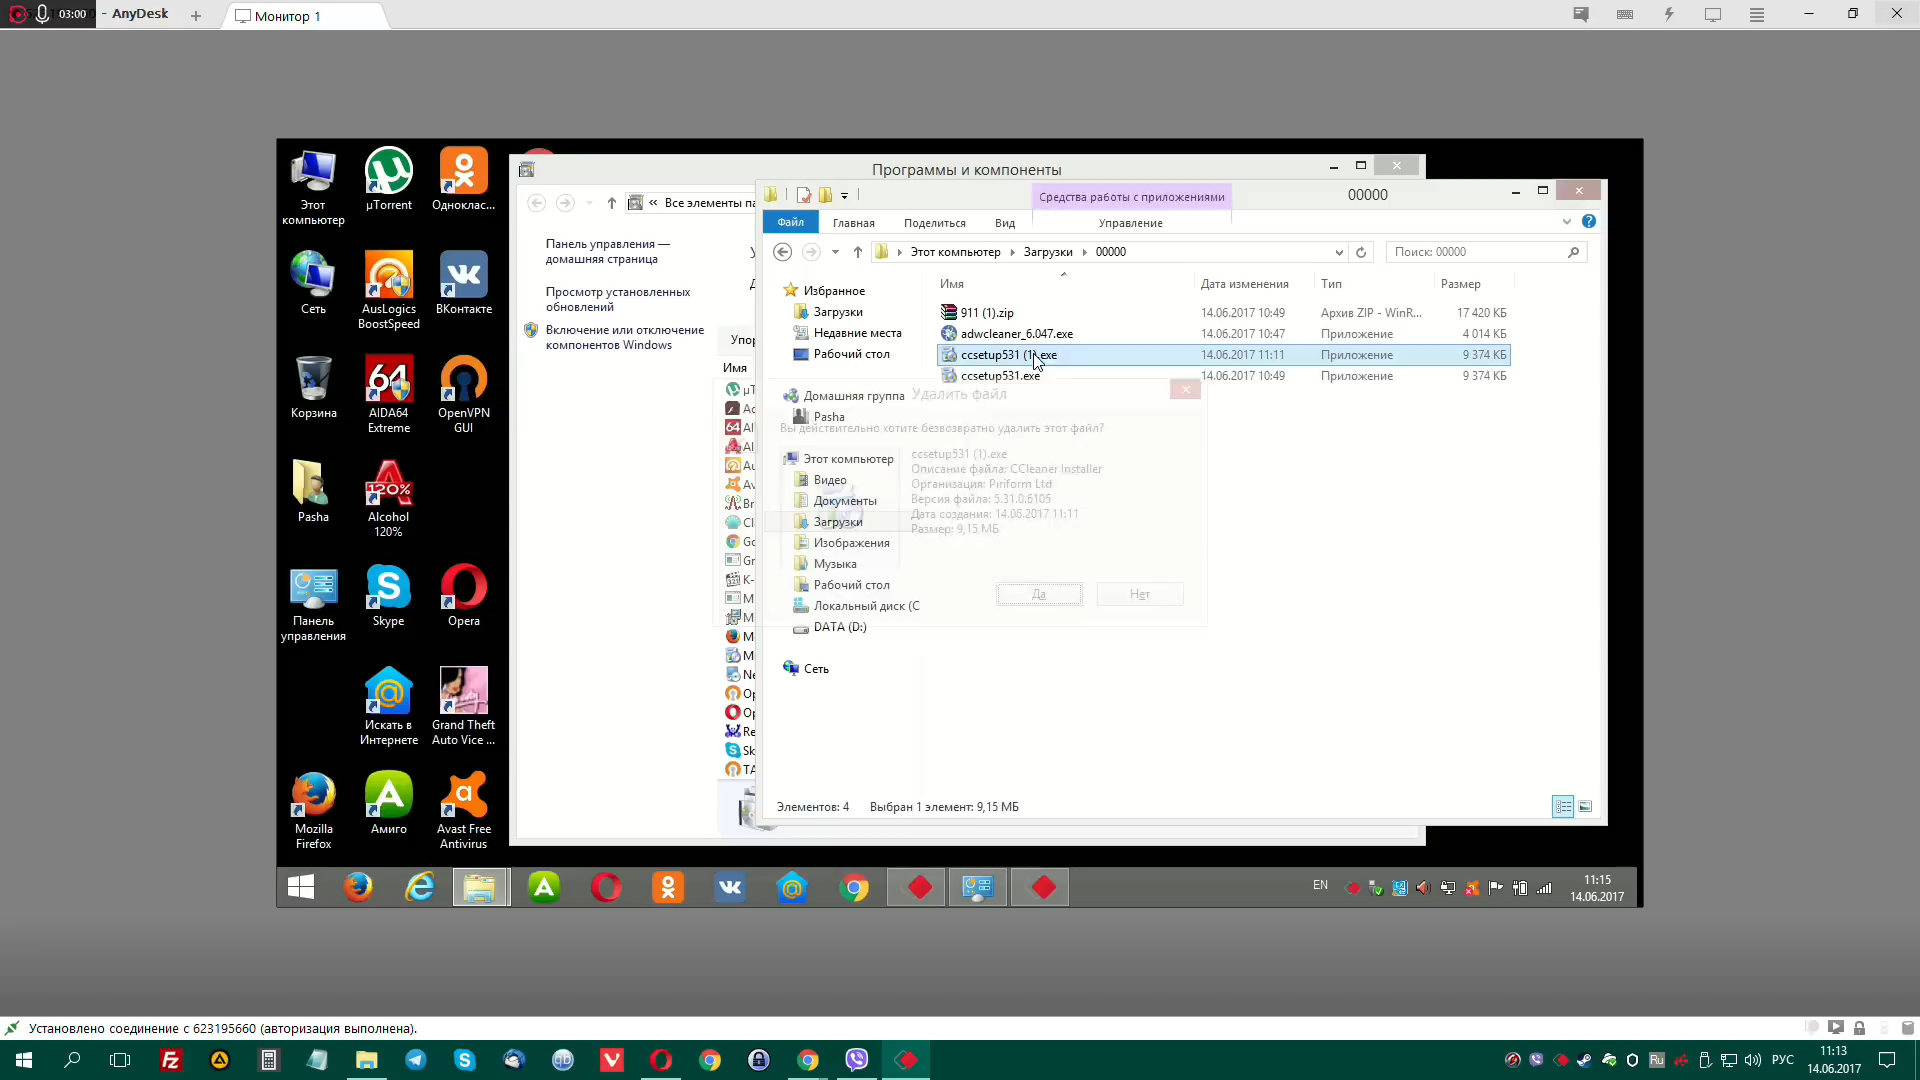 03:00
- AnyDesk
Монитор 1
Этот компьютер
µTorrent
Одноклас...
Сеть
AusLogics BoostSpeed
ВКонтакте
Корзина
AIDA64 Extreme
OpenVPN GUI
Pasha
Alcohol 120%
Панель управления
Skype
Opera
Искать в Интернете
Grand Theft Auto Vice ...
Mozilla Firefox
Амиго
Avast Free Antivirus
Программы и компоненты
« Все элементы па
Панель управления — домашняя страница
Просмотр установленных обновлений
Включение или отключение компонентов Windows
Упор
Имя
Средства работы с приложениями
00000
Файл
Главная
Поделиться
Вид
Управление
Этот компьютер
Загрузки
00000
Поиск: 00000
Избранное
Загрузки
Недавние места
Рабочий стол
Домашняя группа
Pasha
Этот компьютер
Видео
Документы
Загрузки
Изображения
Музыка
Рабочий стол
Локальный диск (C
DATA (D:)
Сеть
Имя
Дата изменения
Тип
Размер
911 (1).zip
14.06.2017 10:49
Архив ZIP - WinR...
17 420 КБ
adwcleaner_6.047.exe
14.06.2017 10:47
Приложение
4 014 КБ
ccsetup531 (1).exe
14.06.2017 11:11
Приложение
9 374 КБ
ccsetup531.exe
14.06.2017 10:49
Приложение
9 374 КБ
Удалить файл
Вы действительно хотите безвозвратно удалить этот файл?
ccsetup531 (1).exe
Описание файла: CCleaner Installer
Организация: Piriform Ltd
Версия файла: 5.31.0.6105
Дата создания: 14.06.2017 11:11
Размер: 9,15 МБ
Да
Нет
Элементов: 4
Выбран 1 элемент: 9,15 МБ
EN
11:15
14.06.2017
Установлено соединение с 623195660 (авторизация выполнена).
РУС
11:13
14.06.2017